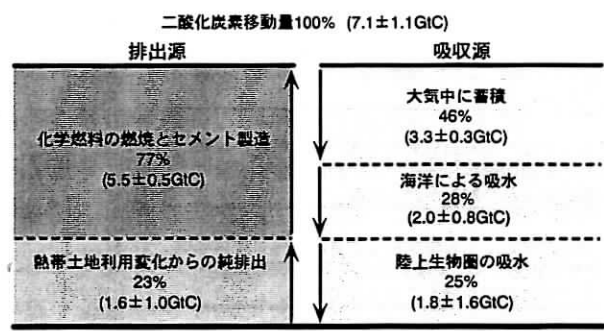 二酸化炭素移動量100% (7.1±1.1GtC)
排出源
吸収源
化学燃料の燃焼とセメント製造
77%
(5.5±0.5GtC)
熱帯土地利用変化からの純排出
23%
(1.6±1.0GtC)
大気中に蓄積
46%
(3.3±0.3GtC)
海洋による吸水
28%
(2.0±0.8GtC)
陸上生物圏の吸水
25%
(1.8±1.6GtC)